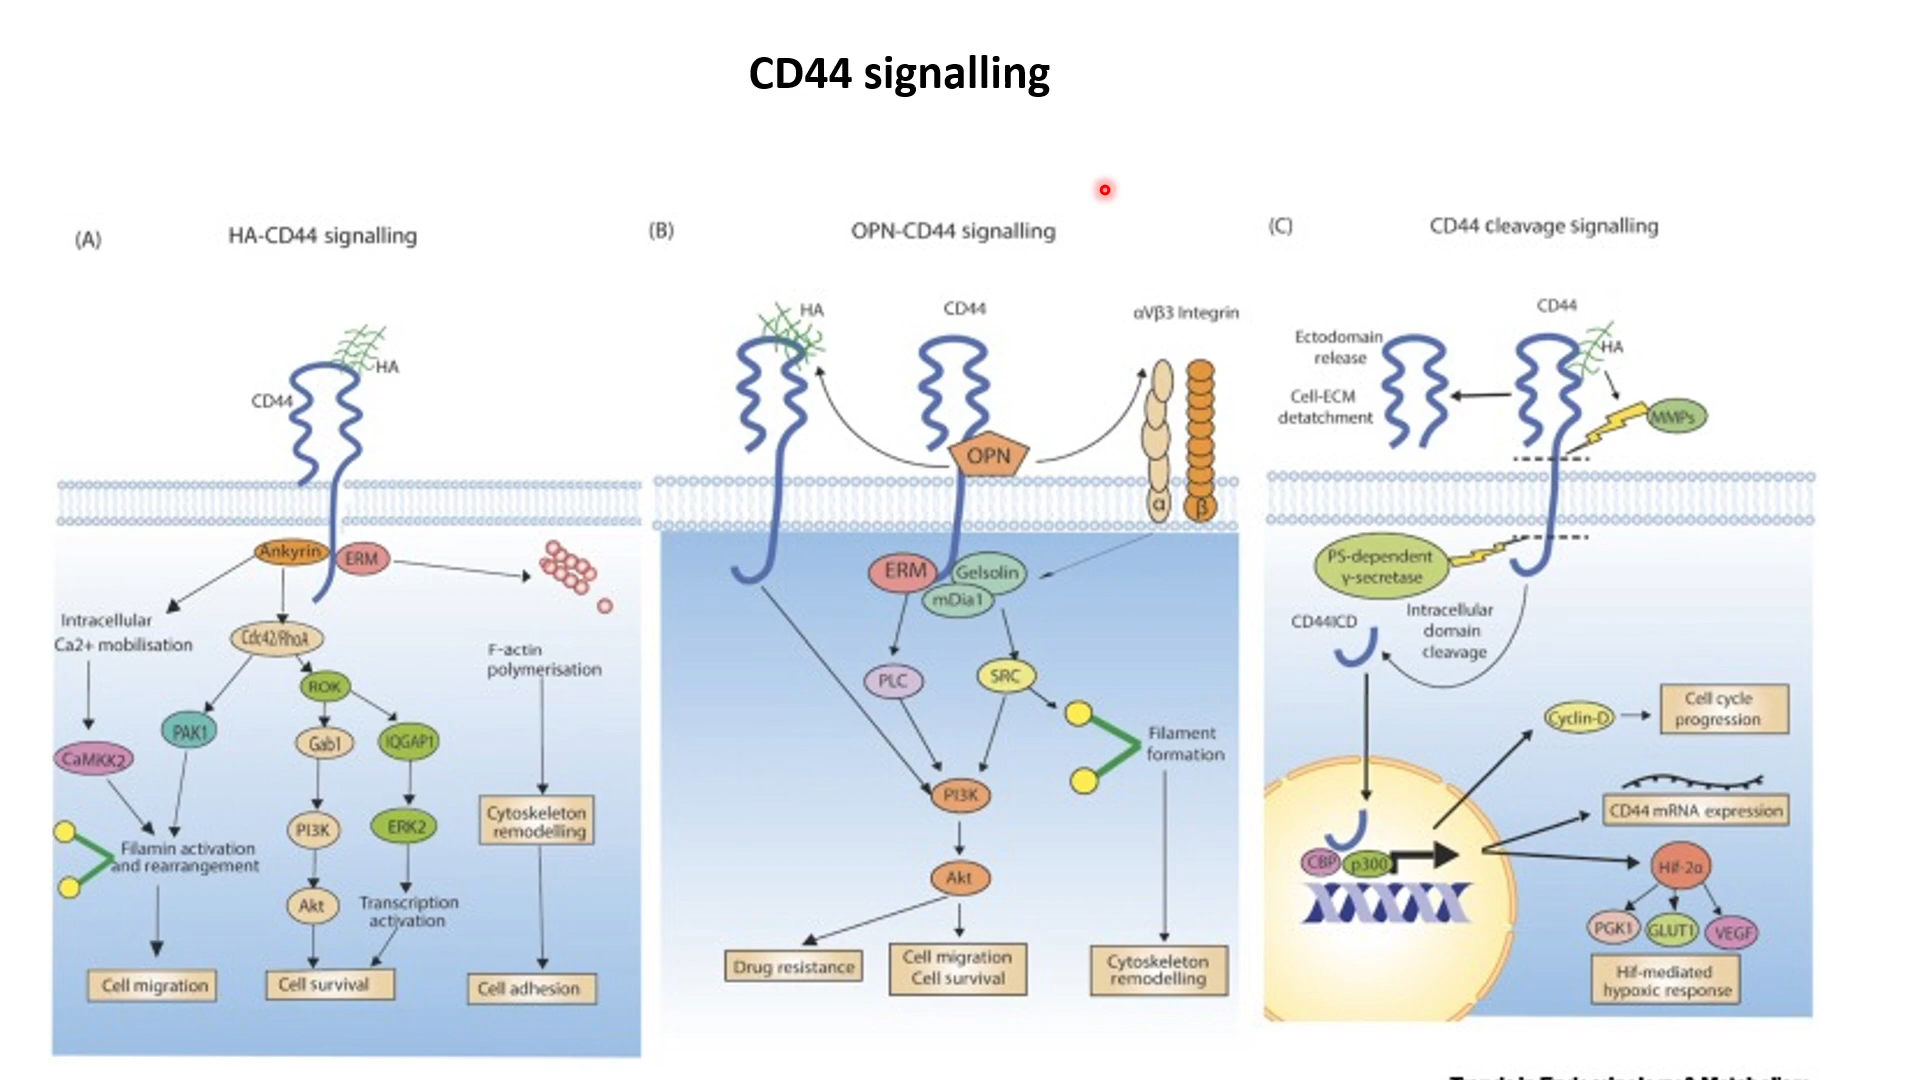 CD44 signalling
(A)
HA-CD44 signalling
HA
CD44
Ankyrin
ERM
Intracellular
Ca2+ mobilisation
Cdc42/RhoA
F-actin
polymerisation
ROK
PAK1
Gab1
IQGAP1
CaMKK2
PI3K
ERK2
Cytoskeleton
remodelling
Filamin activation
and rearrangement
Akt
Transcription
activation
Cell migration
Cell survival
Cell adhesion
(B)
OPN-CD44 signalling
HA
CD44
αVβ3 Integrin
OPN
α
β
ERM
Gelsolin
mDia1
PLC
SRC
Filament
formation
PI3K
Akt
Drug resistance
Cell migration
Cell survival
Cytoskeleton
remodelling
(C)
CD44 cleavage signalling
CD44
Ectodomain
release
HA
Cell-ECM
detatchment
MMPs
PS-dependent
γ-secretase
CD44ICD
Intracellular
domain
cleavage
Cyclin-D
Cell cycle
progression
CD44 mRNA expression
CBP
p300
Hif-2α
PGK1
GLUT1
VEGF
Hif-mediated
hypoxic response
Trends in Endocrinology & Metabolism